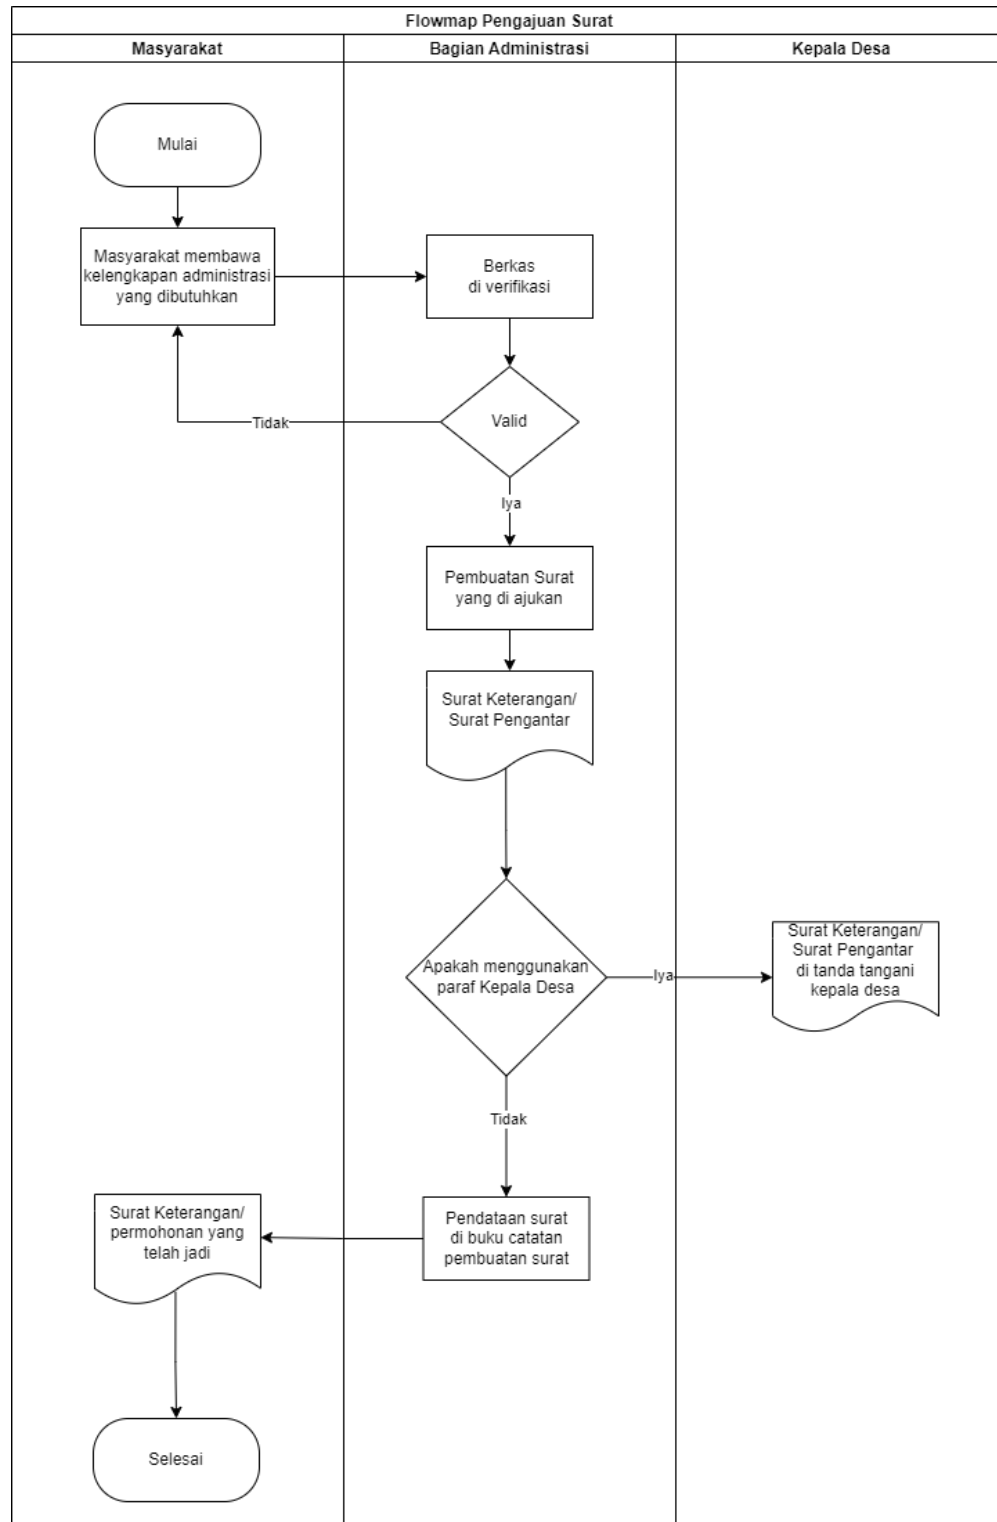 Flowmap Pengajuan Surat
Masyarakat
Bagian Administrasi
Kepala Desa
Mulai
Masyarakat membawa
kelengkapan administrasi
yang dibutuhkan
Berkas
di verifikasi
Valid
Tidak
Iya
Pembuatan Surat
yang di ajukan
Surat Keterangan/
Surat Pengantar
Apakah menggunakan
paraf Kepala Desa
Iya
Surat Keterangan/
Surat Pengantar
di tanda tangani
kepala desa
Tidak
Pendataan surat
di buku catatan
pembuatan surat
Surat Keterangan/
permohonan yang
telah jadi
Selesai